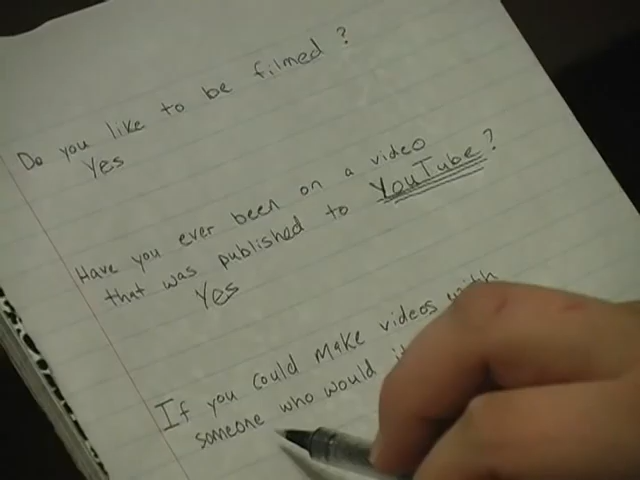 Do you like to be filmed?
Yes
Have you ever been on a video
that was published to YouTube?
Yes
If you could make videos with
someone who would